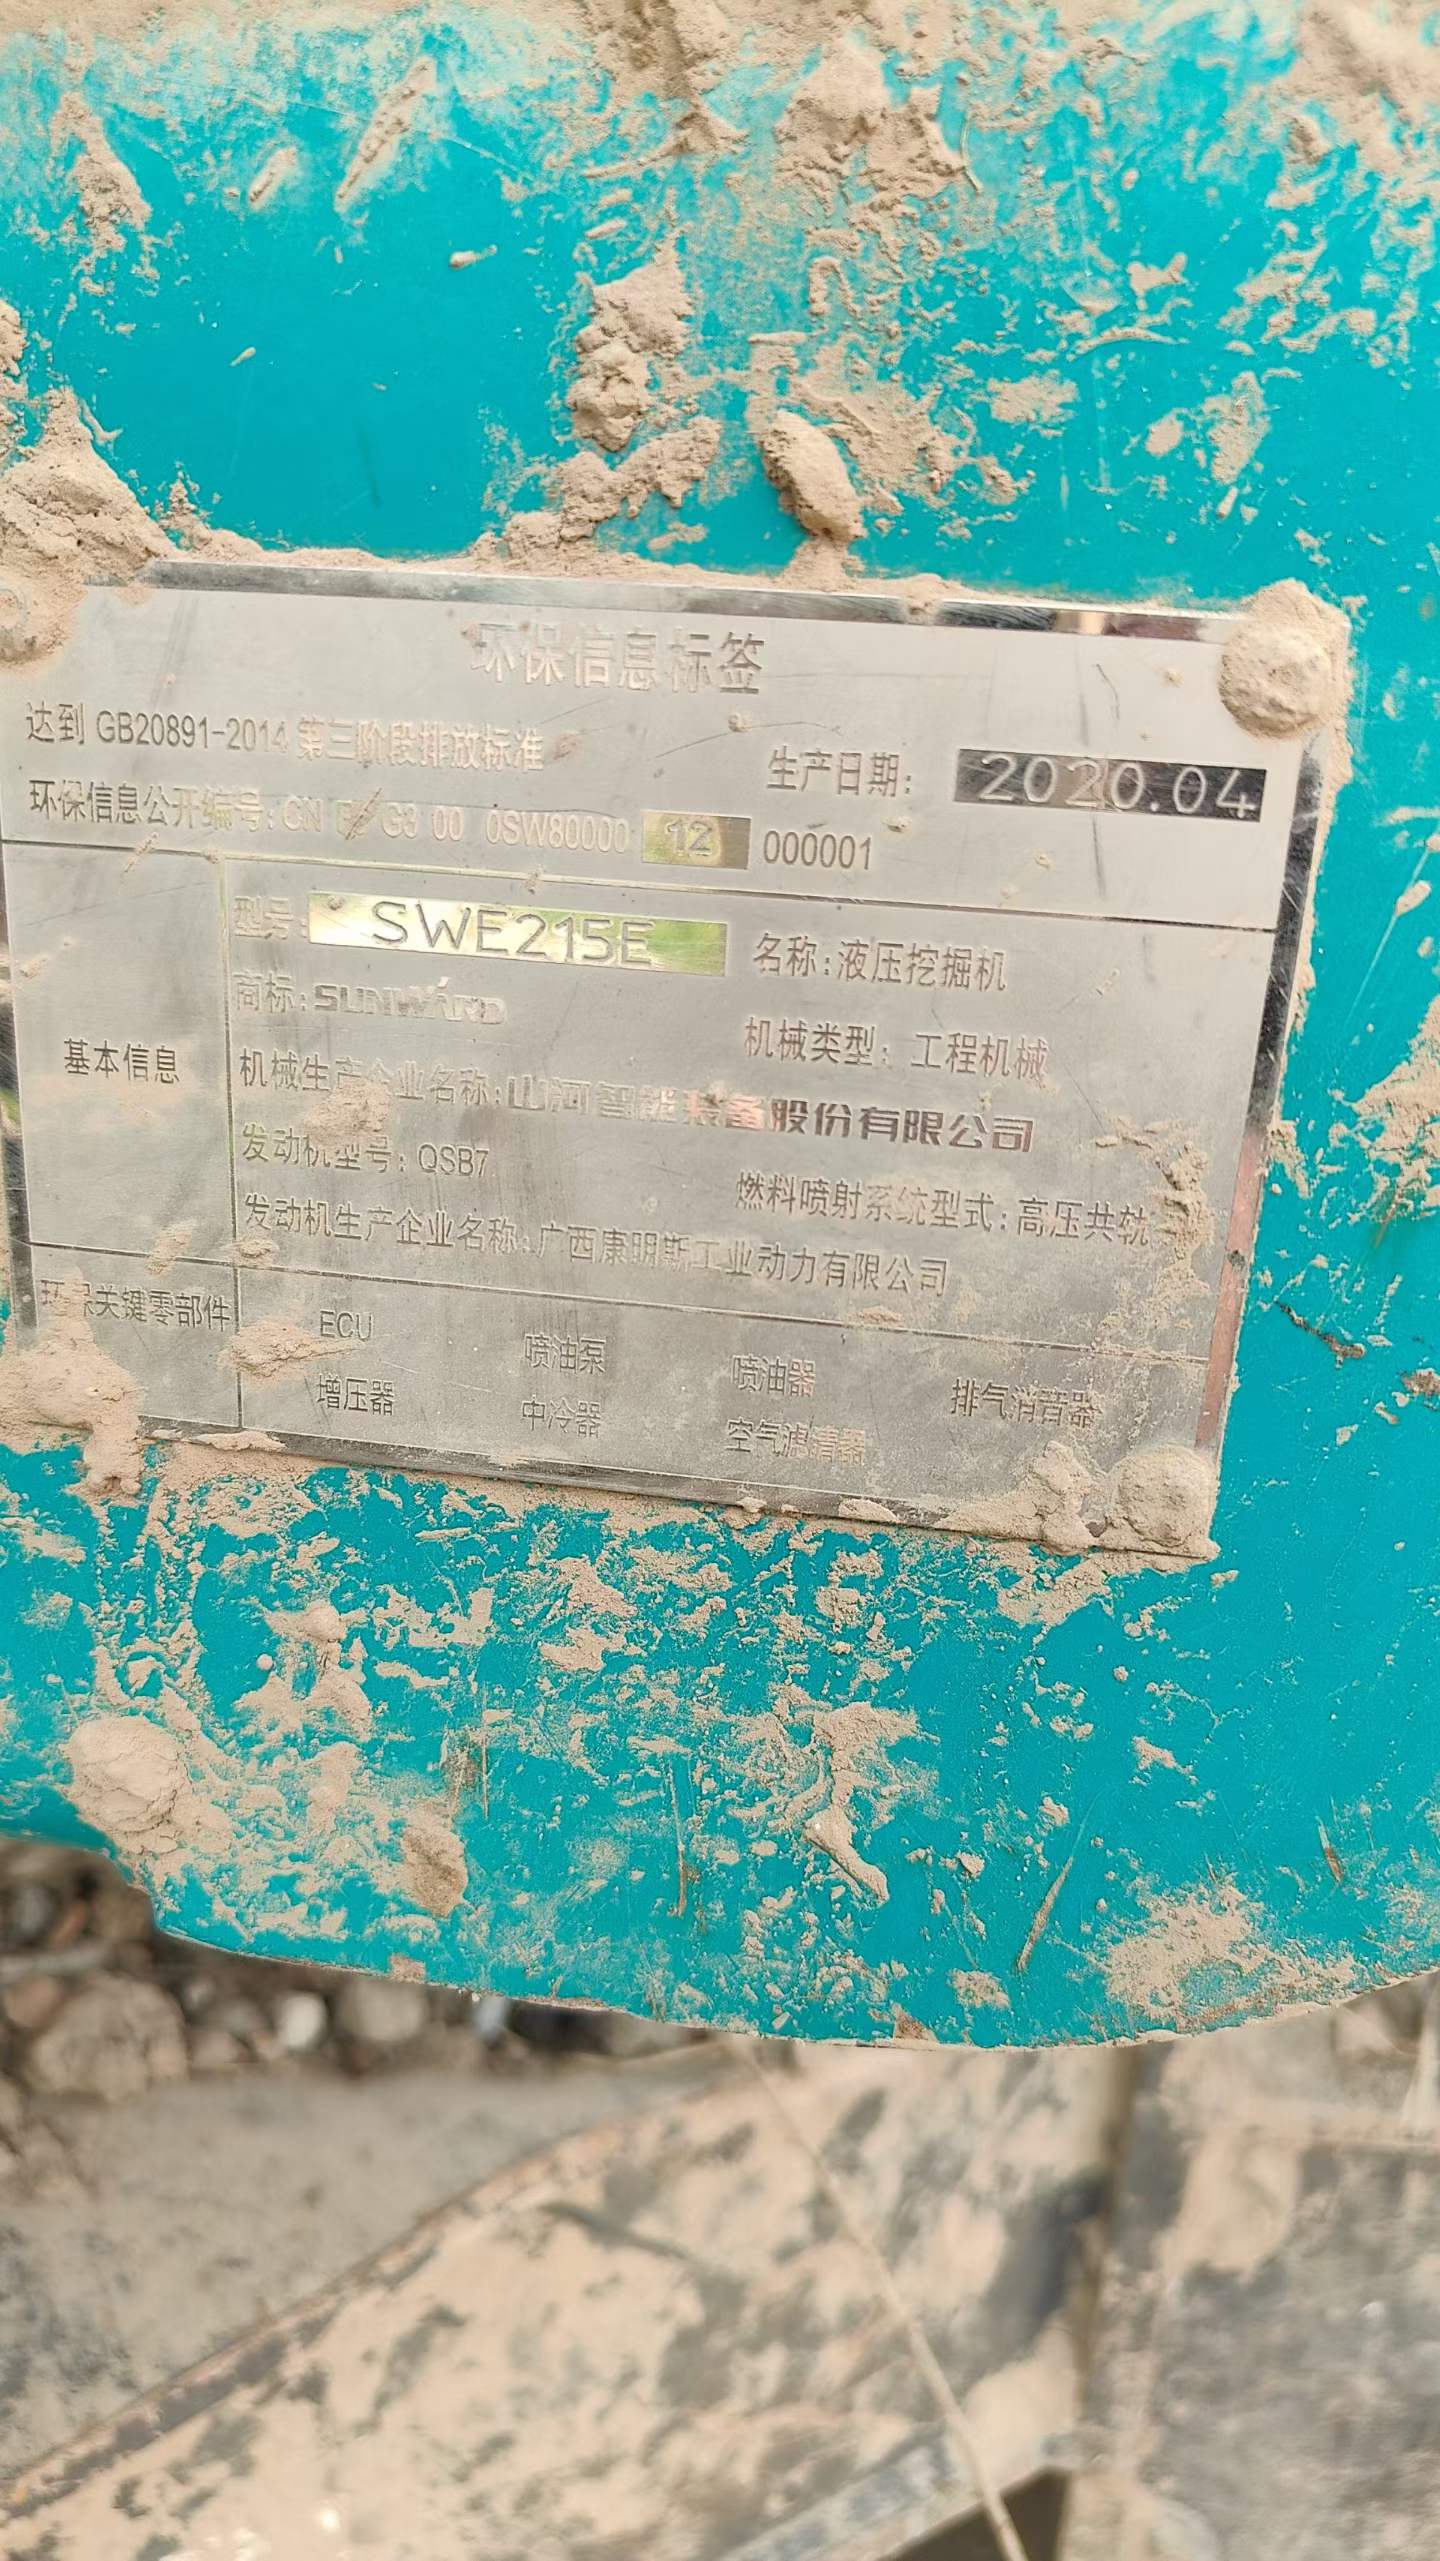 环保信息标签
达到 GB20891-2014 第三阶段排放标准
生产日期: 2020.04
环保信息公开编号: CN G3 00 0SW80000 12 000001
基本信息
型号: SWE215E 名称:液压挖掘机
商标: SUNWARD 机械类型: 工程机械
机械生产企业名称:山河智能装备股份有限公司
发动机型号: QSB7 燃料喷射系统型式:高压共轨
发动机生产企业名称:广西康明斯工业动力有限公司
环保关键零部件
ECU 喷油泵 喷油器 排气消音器
增压器 中冷器 空气滤清器